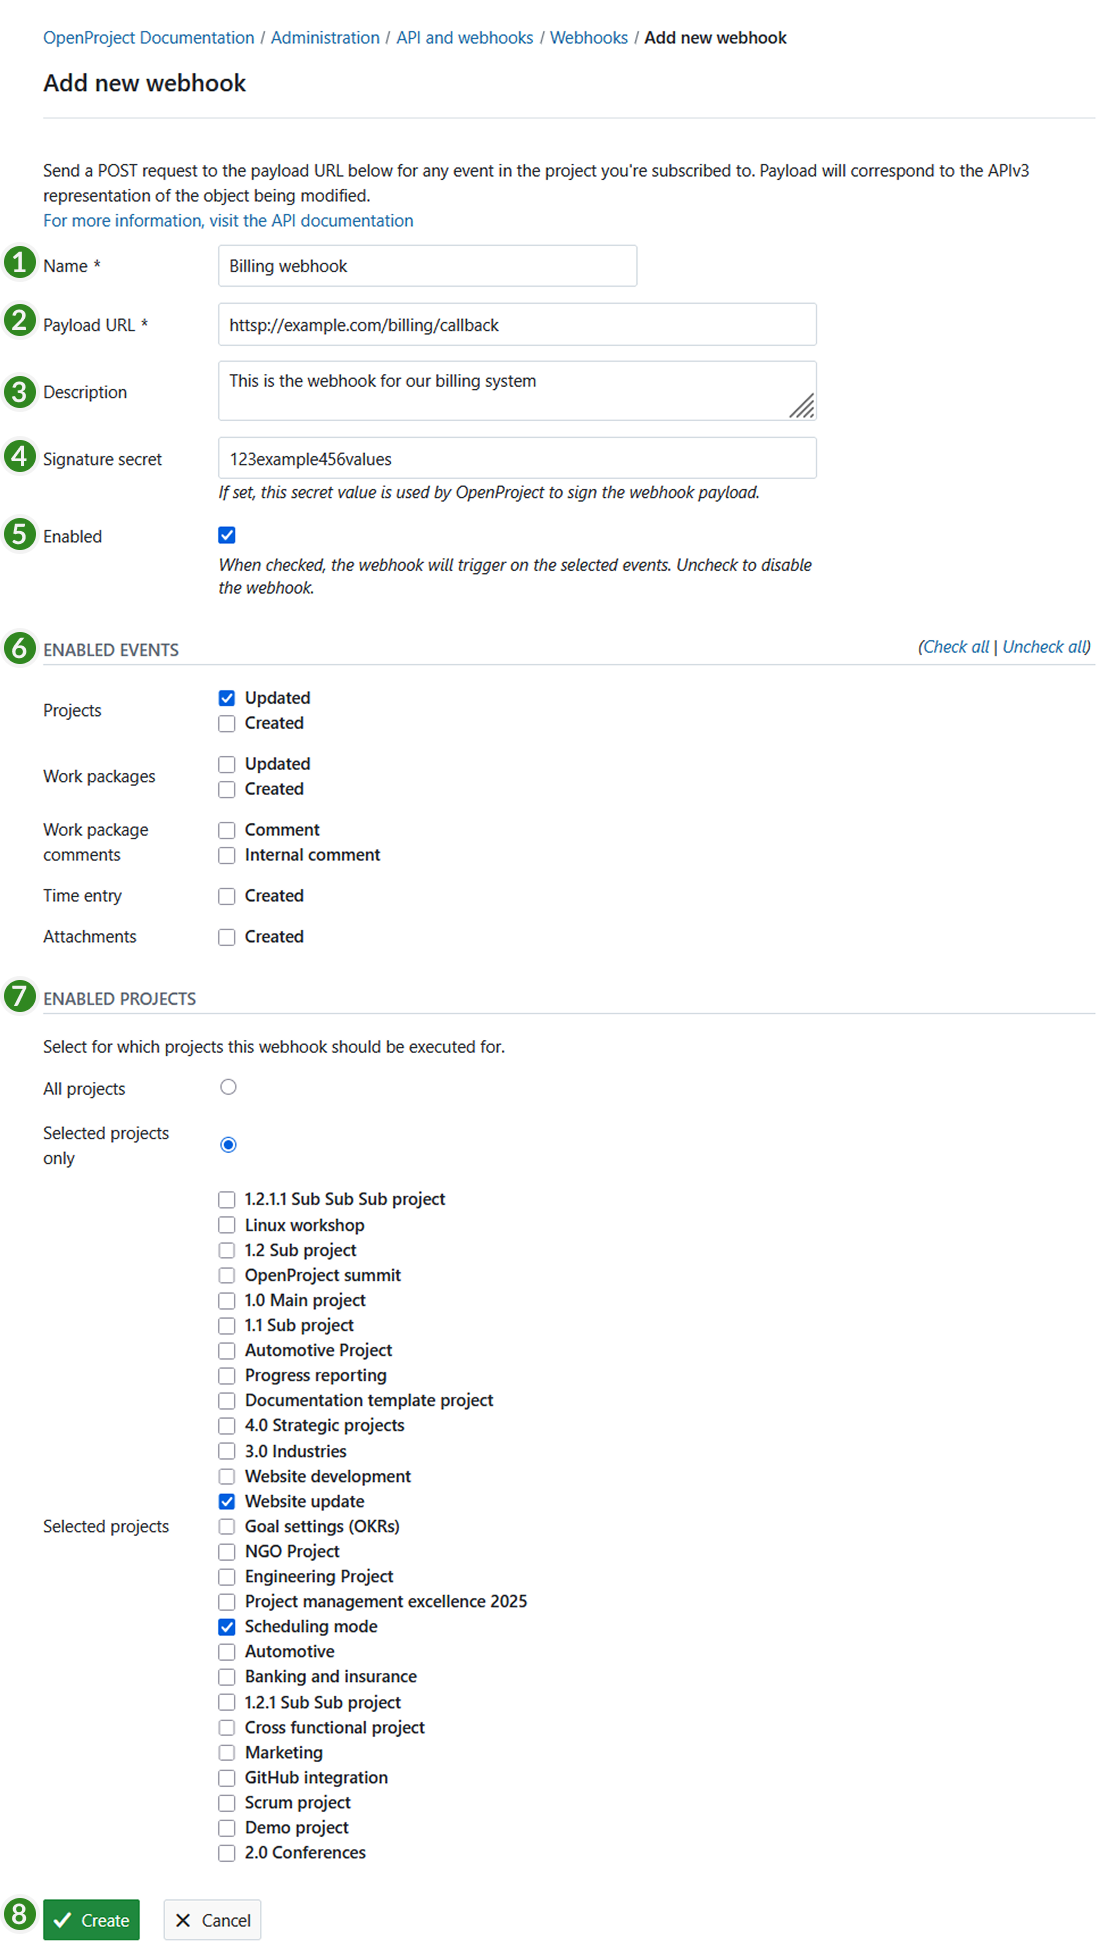 OpenProject Documentation / Administration / API and webhooks / Webhooks / Add new webhook
Add new webhook
Send a POST request to the payload URL below for any event in the project you're subscribed to. Payload will correspond to the APIv3
representation of the object being modified.
For more information, visit the API documentation
1 Name * Billing webhook
2 Payload URL * httsp://example.com/billing/callback
3 Description This is the webhook for our billing system
4 Signature secret 123example456values
If set, this secret value is used by OpenProject to sign the webhook payload.
5 Enabled
When checked, the webhook will trigger on the selected events. Uncheck to disable
the webhook.
6 ENABLED EVENTS (Check all | Uncheck all)
Projects
Updated
Created
Work packages
Updated
Created
Work package
comments
Comment
Internal comment
Time entry Created
Attachments Created
7 ENABLED PROJECTS
Select for which projects this webhook should be executed for.
All projects
Selected projects
only
Selected projects
1.2.1.1 Sub Sub Sub project
Linux workshop
1.2 Sub project
OpenProject summit
1.0 Main project
1.1 Sub project
Automotive Project
Progress reporting
Documentation template project
4.0 Strategic projects
3.0 Industries
Website development
Website update
Goal settings (OKRs)
NGO Project
Engineering Project
Project management excellence 2025
Scheduling mode
Automotive
Banking and insurance
1.2.1 Sub Sub project
Cross functional project
Marketing
GitHub integration
Scrum project
Demo project
2.0 Conferences
8 Create Cancel